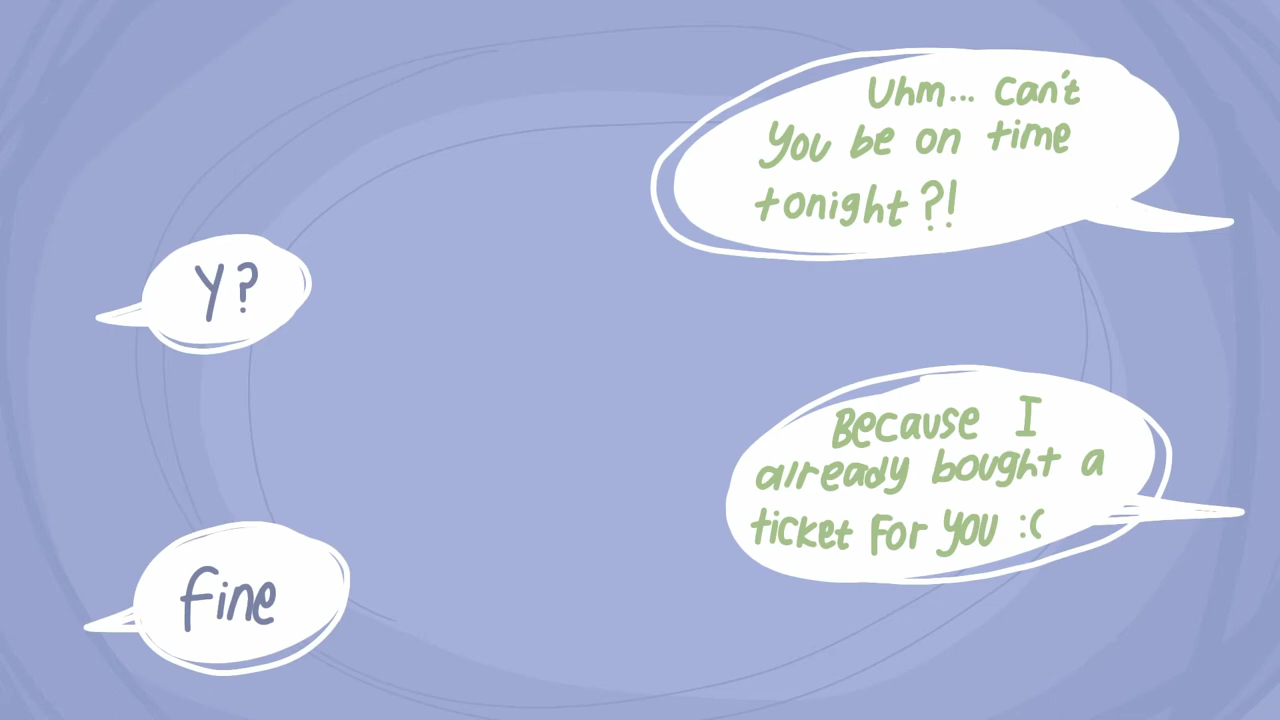 Uhm... Can't
you be on time
tonight?!
Y?
Because I
already bought a
ticket for you :(
fine